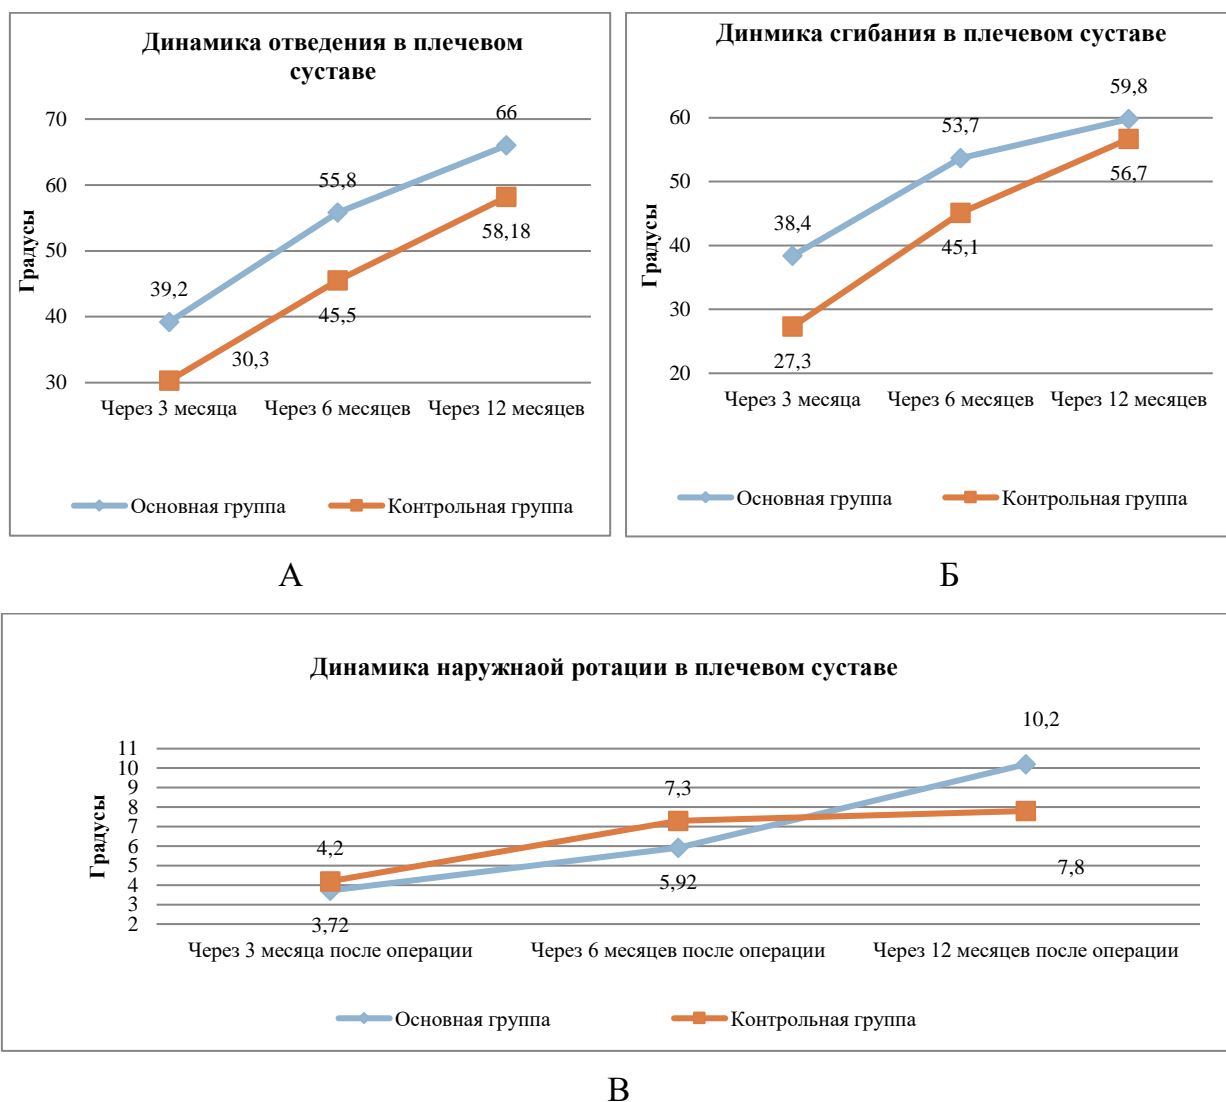 Динамика отведения в плечевом
суставе
Градусы
70
60
50
40
30
66
55,8
39,2
58,18
45,5
30,3
Через 3 месяца
Через 6 месяцев
Через 12 месяцев
Основная группа
Контрольная группа
А
Динмика сгибания в плечевом суставе
Градусы
60
50
40
30
20
59,8
53,7
38,4
56,7
45,1
27,3
Через 3 месяца
Через 6 месяцев
Через 12 месяцев
Основная группа
Контрольная группа
Б
Динамика наружнаой ротации в плечевом суставе
Градусы
11
10
9
8
7
6
5
4
3
2
10,2
7,3
4,2
7,8
5,92
3,72
Через 3 месяца после операции
Через 6 месяцев после операции
Через 12 месяцев после операции
Основная группа
Контрольная группа
В